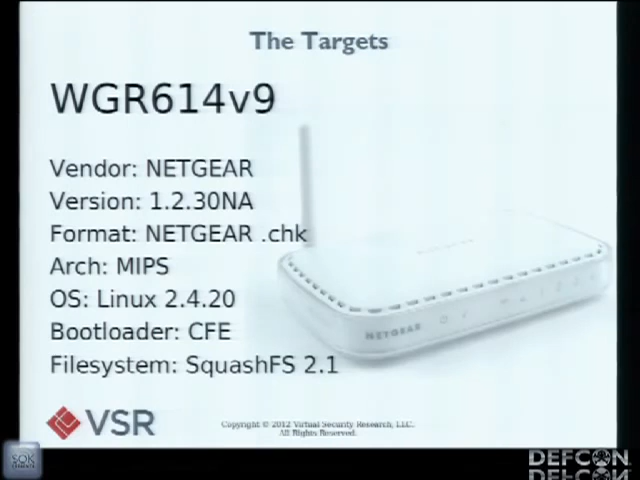 The Targets
WGR614v9
Vendor: NETGEAR
Version: 1.2.30NA
Format: NETGEAR .chk
Arch: MIPS
OS: Linux 2.4.20
Bootloader: CFE
Filesystem: SquashFS 2.1
NETGEAR
VSR
Copyright © 2012 Virtual Security Research, LLC.
All Rights Reserved.
SOK
DEFCON